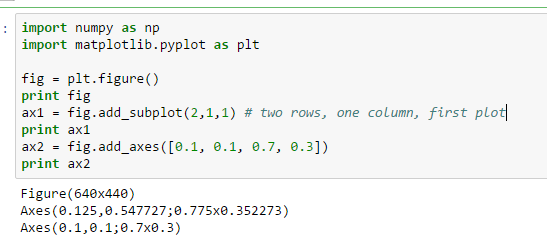 : import numpy as np
import matplotlib.pyplot as plt
fig = plt.figure()
print fig
ax1 = fig.add_subplot(2,1,1) # two rows, one column, first plot
print ax1
ax2 = fig.add_axes([0.1, 0.1, 0.7, 0.3])
print ax2
Figure(640x440)
Axes(0.125,0.547727;0.775x0.352273)
Axes(0.1,0.1;0.7x0.3)